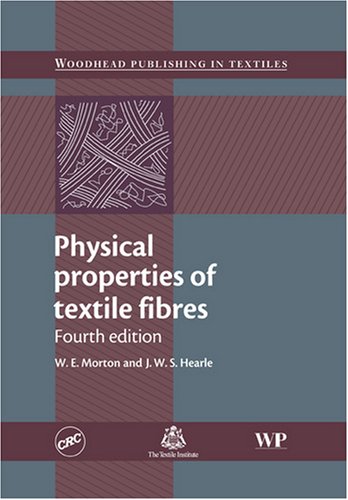 WOODHEAD PUBLISHING IN TEXTILES
Physical
properties of
textile fibres
Fourth edition
W. E. Morton and J. W. S. Hearle
CRC
The Textile Institute
WP